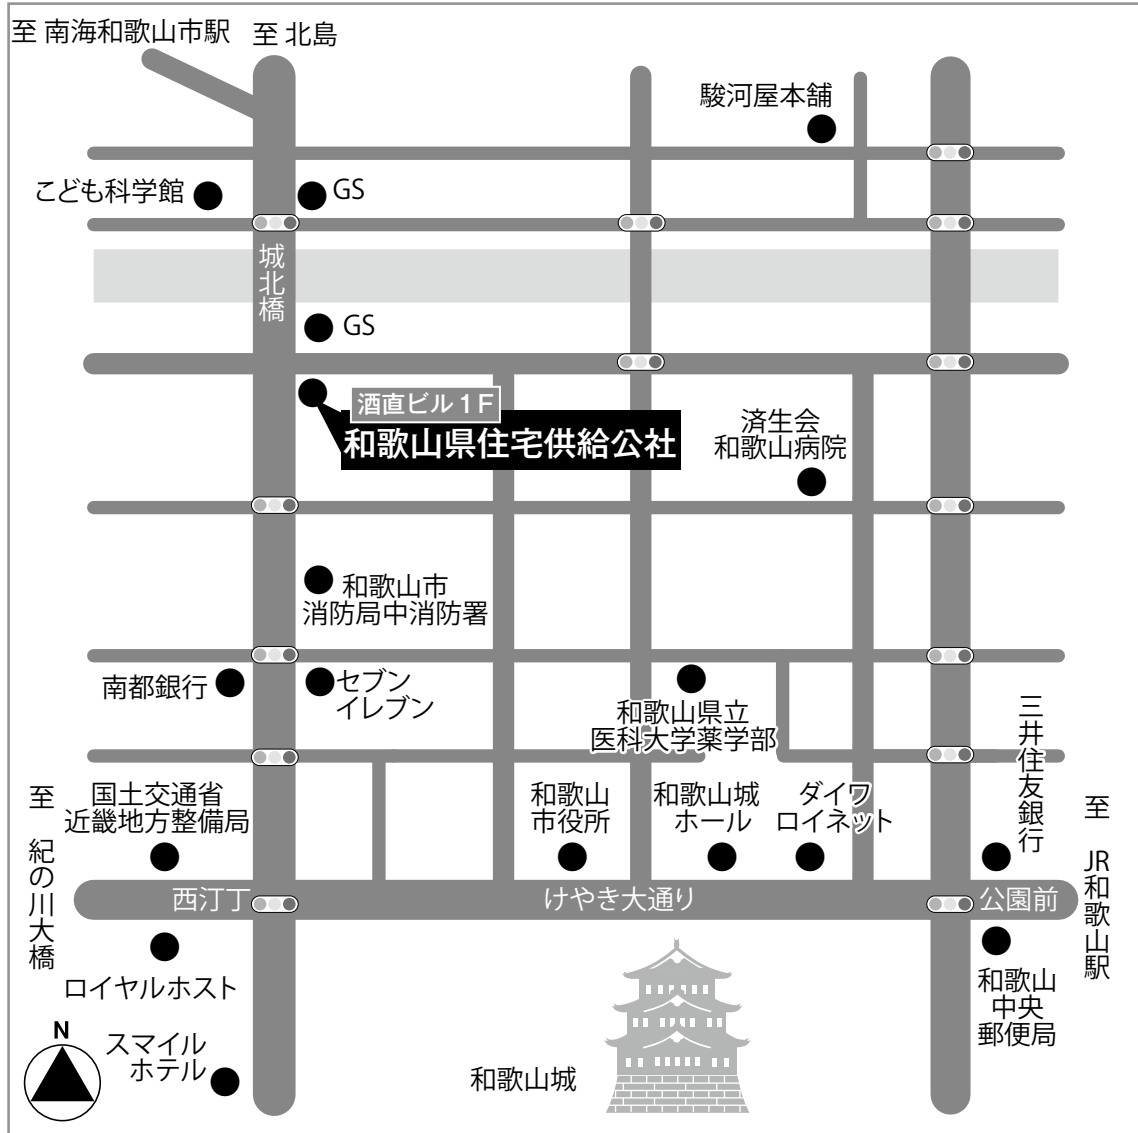 至 南海和歌山市駅
至 北島
駿河屋本舗
こども科学館
GS
城北橋
GS
酒直ビル1F
和歌山県住宅供給公社
済生会
和歌山病院
和歌山市
消防局中消防署
南都銀行
セブン
イレブン
和歌山県立
医科大学薬学部
三井住友銀行
至 紀の川大橋
国土交通省
近畿地方整備局
和歌山
市役所
和歌山城
ホール
ダイワ
ロイネット
至 JR和歌山駅
西汀丁
けやき大通り
公園前
ロイヤルホスト
和歌山
中央
郵便局
N
スマイル
ホテル
和歌山城